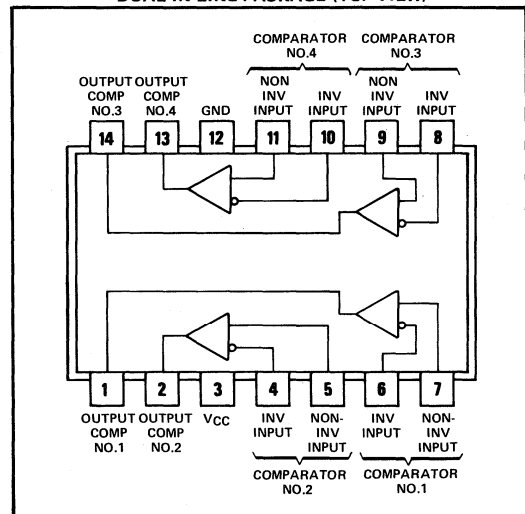 DUAL IN-LINE PACKAGE (TOP VIEW)
COMPARATOR COMPARATOR
NO.4 NO.3
OUTPUT OUTPUT NON NON
COMP COMP INV INV INV INV
NO.3 NO.4 GND INPUT INPUT INPUT INPUT
14 13 12 11 10 9 8
1 2 3 4 5 6 7
OUTPUT OUTPUT VCC INV NON- INV NON-
COMP COMP INPUT INV INPUT INV
NO.1 NO.2 INPUT INPUT
COMPARATOR COMPARATOR
NO.2 NO.1